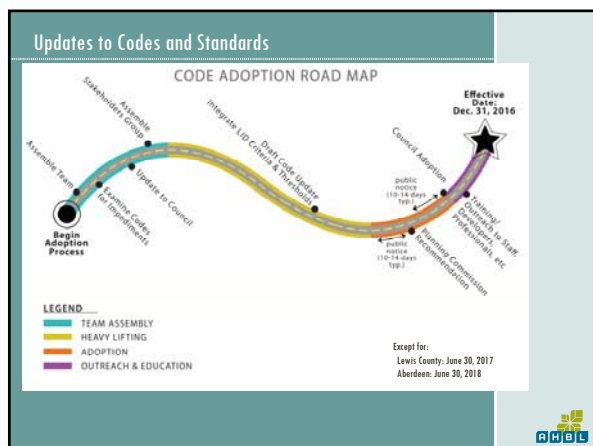 Updates to Codes and Standards
CODE ADOPTION ROAD MAP
Begin
Adoption
Process
Assemble Team
Examine Codes
for Impediments
Update to Council
Assemble
Stakeholders Group
Integrate LID Criteria & Thresholds
Draft Code Update
public
notice
(10-14 days
typ.)
Planning Commission
Recommendation
public
notice
(10-14 days
typ.)
Council Adoption
Training/
Outreach to Staff,
Developers,
Professionals, etc
Effective
Date:
Dec. 31, 2016
LEGEND
TEAM ASSEMBLY
HEAVY LIFTING
ADOPTION
OUTREACH & EDUCATION
Except for:
Lewis County: June 30, 2017
Aberdeen: June 30, 2018
AHBL